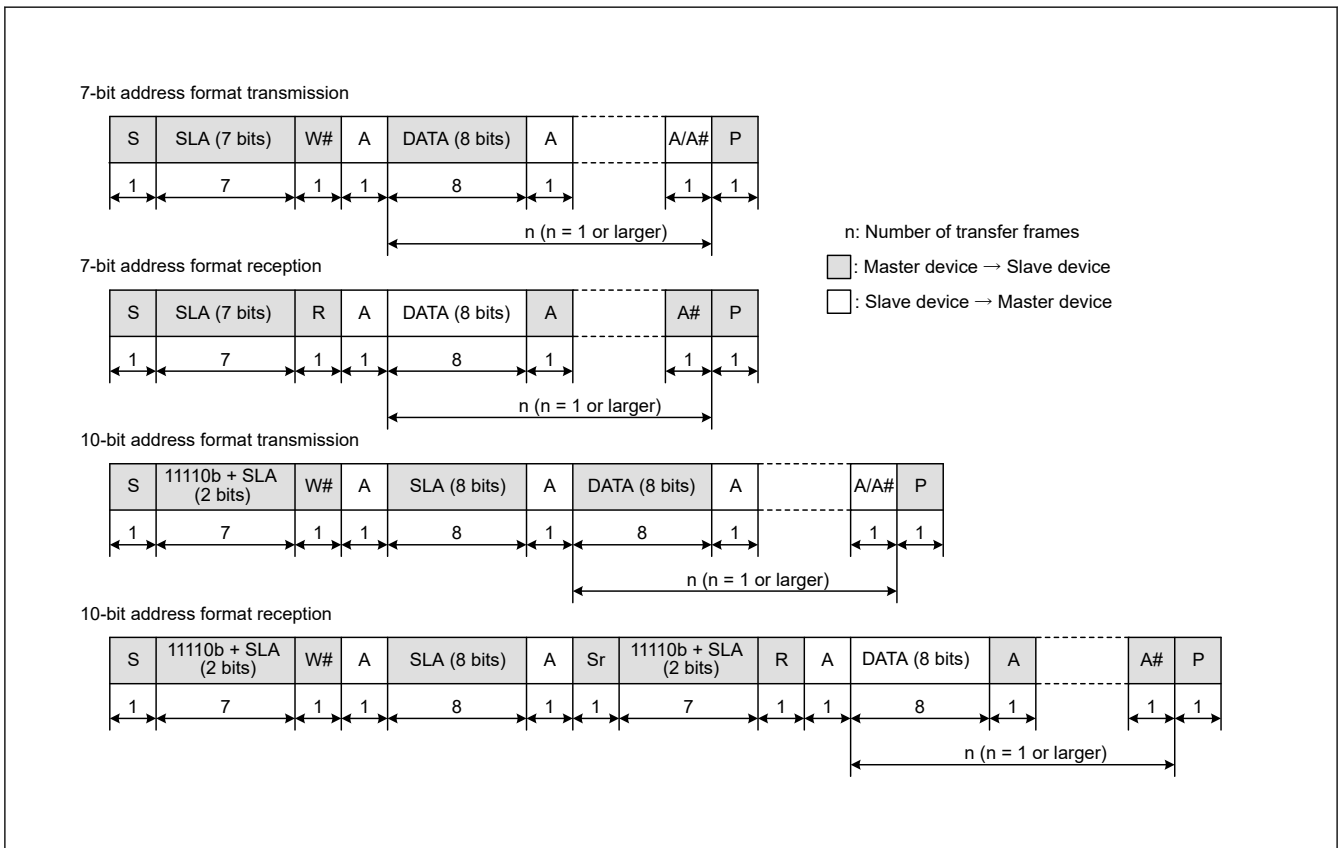 7-bit address format transmission
S SLA (7 bits) W# A DATA (8 bits) A A/A# P
1 7 1 1 8 1 1 1
n (n = 1 or larger)
n: Number of transfer frames
: Master device → Slave device
: Slave device → Master device
7-bit address format reception
S SLA (7 bits) R A DATA (8 bits) A A# P
1 7 1 1 8 1 1 1
n (n = 1 or larger)
10-bit address format transmission
S 11110b + SLA (2 bits) W# A SLA (8 bits) A DATA (8 bits) A A/A# P
1 7 1 1 8 1 8 1 1 1
n (n = 1 or larger)
10-bit address format reception
S 11110b + SLA (2 bits) W# A SLA (8 bits) A Sr 11110b + SLA (2 bits) R A DATA (8 bits) A A# P
1 7 1 1 8 1 1 7 1 1 8 1 1 1
n (n = 1 or larger)